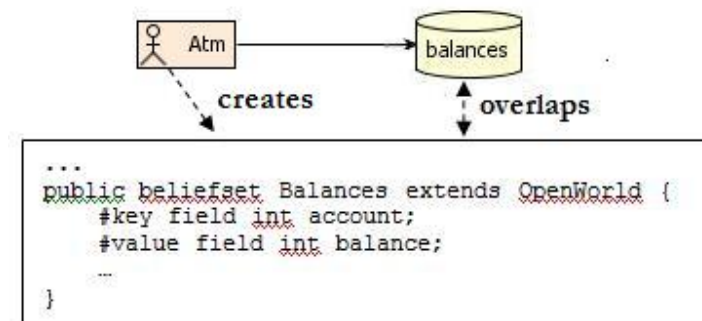 Atm
balances
creates
overlaps
...
public beliefset Balances extends OpenWorld {
#key field int account;
#value field int balance;
…
}